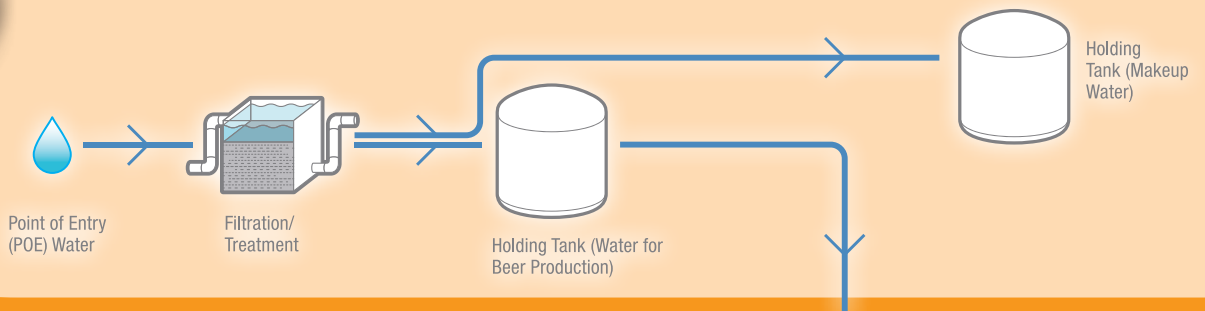 Point of Entry
(POE) Water
Filtration/
Treatment
Holding Tank (Water for
Beer Production)
Holding
Tank (Makeup
Water)